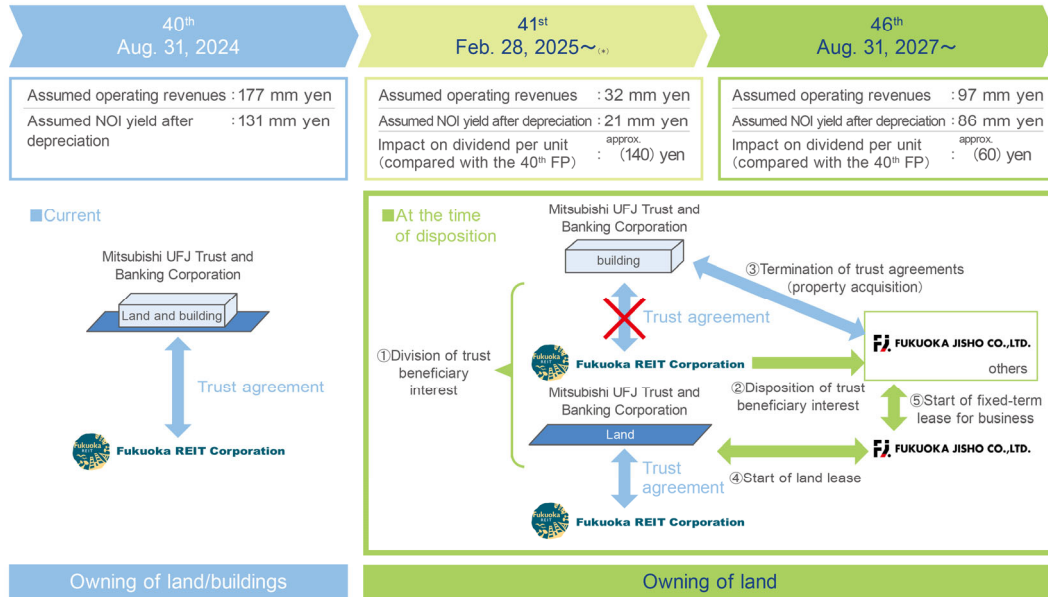 40th
Aug. 31, 2024
41st
Feb. 28, 2025～(*)
46th
Aug. 31, 2027～
Assumed operating revenues : 177 mm yen
Assumed NOI yield after : 131 mm yen
depreciation
Assumed operating revenues : 32 mm yen
Assumed NOI yield after depreciation : 21 mm yen
Impact on dividend per unit : approx. (140) yen
(compared with the 40th FP)
Assumed operating revenues : 97 mm yen
Assumed NOI yield after depreciation : 86 mm yen
Impact on dividend per unit : approx. (60) yen
(compared with the 40th FP)
■Current
Mitsubishi UFJ Trust and
Banking Corporation
Land and building
Trust agreement
Fukuoka
REIT
Fukuoka REIT Corporation
■At the time
of disposition
Mitsubishi UFJ Trust and
Banking Corporation
building
③Termination of trust agreements
(property acquisition)
Trust agreement
①Division of trust
beneficiary
interest
Fukuoka
REIT
Fukuoka REIT Corporation
FJ. FUKUOKA JISHO CO.,LTD.
others
②Disposition of trust
beneficiary interest
Mitsubishi UFJ Trust and
Banking Corporation
⑤Start of fixed-term
lease for business
Land
FJ. FUKUOKA JISHO CO.,LTD.
④Start of land lease
Trust
agreement
Fukuoka
REIT
Fukuoka REIT Corporation
Owning of land/buildings
Owning of land